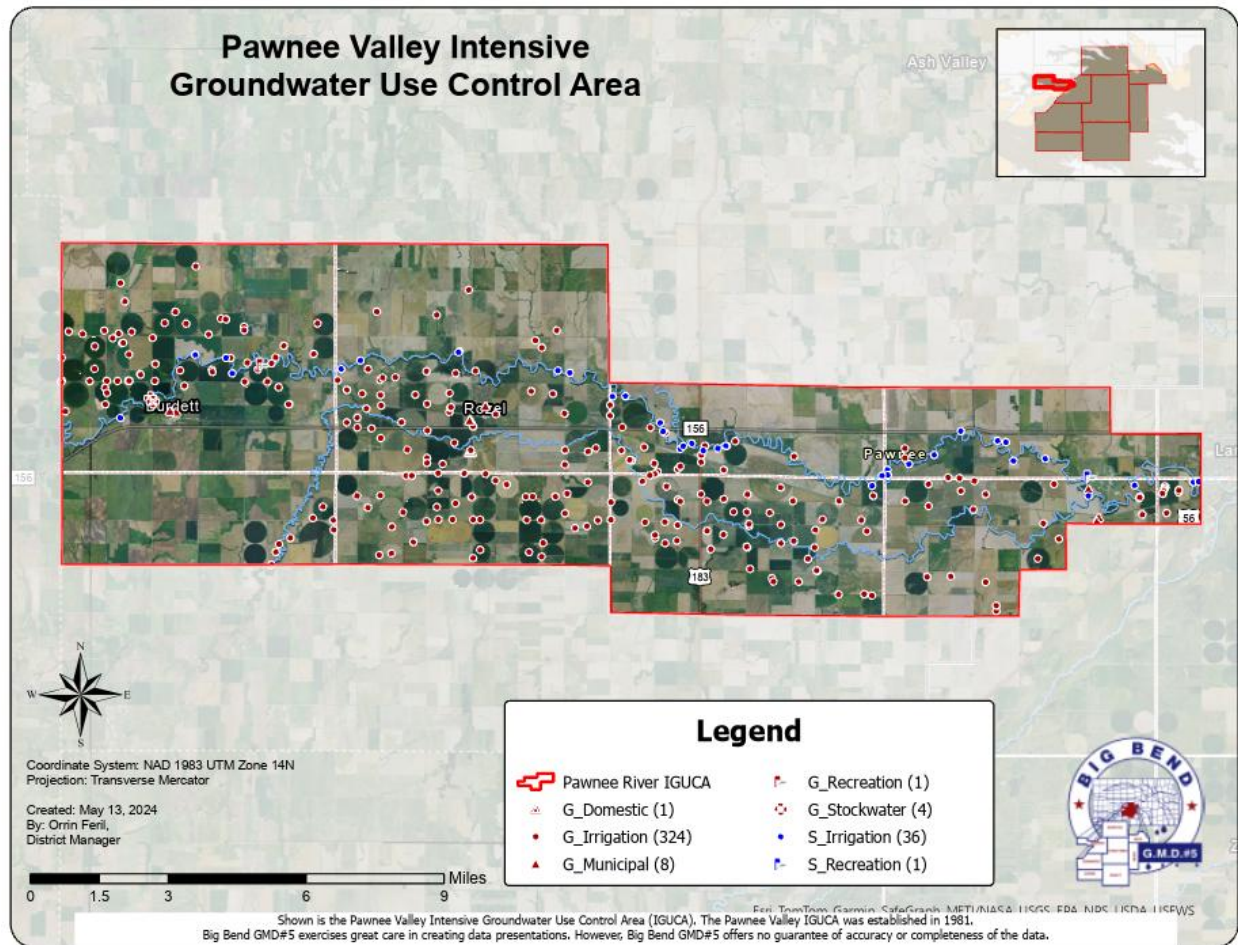 Pawnee Valley Intensive
Groundwater Use Control Area
Ash Valley
Burdett
Rozel
156
Pawnee
156
56
183
N
W
E
S
Coordinate System: NAD 1983 UTM Zone 14N
Projection: Transverse Mercator
Created: May 13, 2024
By: Orrin Feril,
District Manager
0 1.5 3 6 9 Miles
Legend
Pawnee River IGUCA
G_Domestic (1)
G_Irrigation (324)
G_Municipal (8)
G_Recreation (1)
G_Stockwater (4)
S_Irrigation (36)
S_Recreation (1)
BIG BEND
G.M.D.#5
Esri, TomTom, Garmin, SafeGraph, METI/NASA, USGS, EPA, NPS, USDA, USFWS
Shown is the Pawnee Valley Intensive Groundwater Use Control Area (IGUCA). The Pawnee Valley IGUCA was established in 1981.
Big Bend GMD#5 exercises great care in creating data presentations. However, Big Bend GMD#5 offers no guarantee of accuracy or completeness of the data.